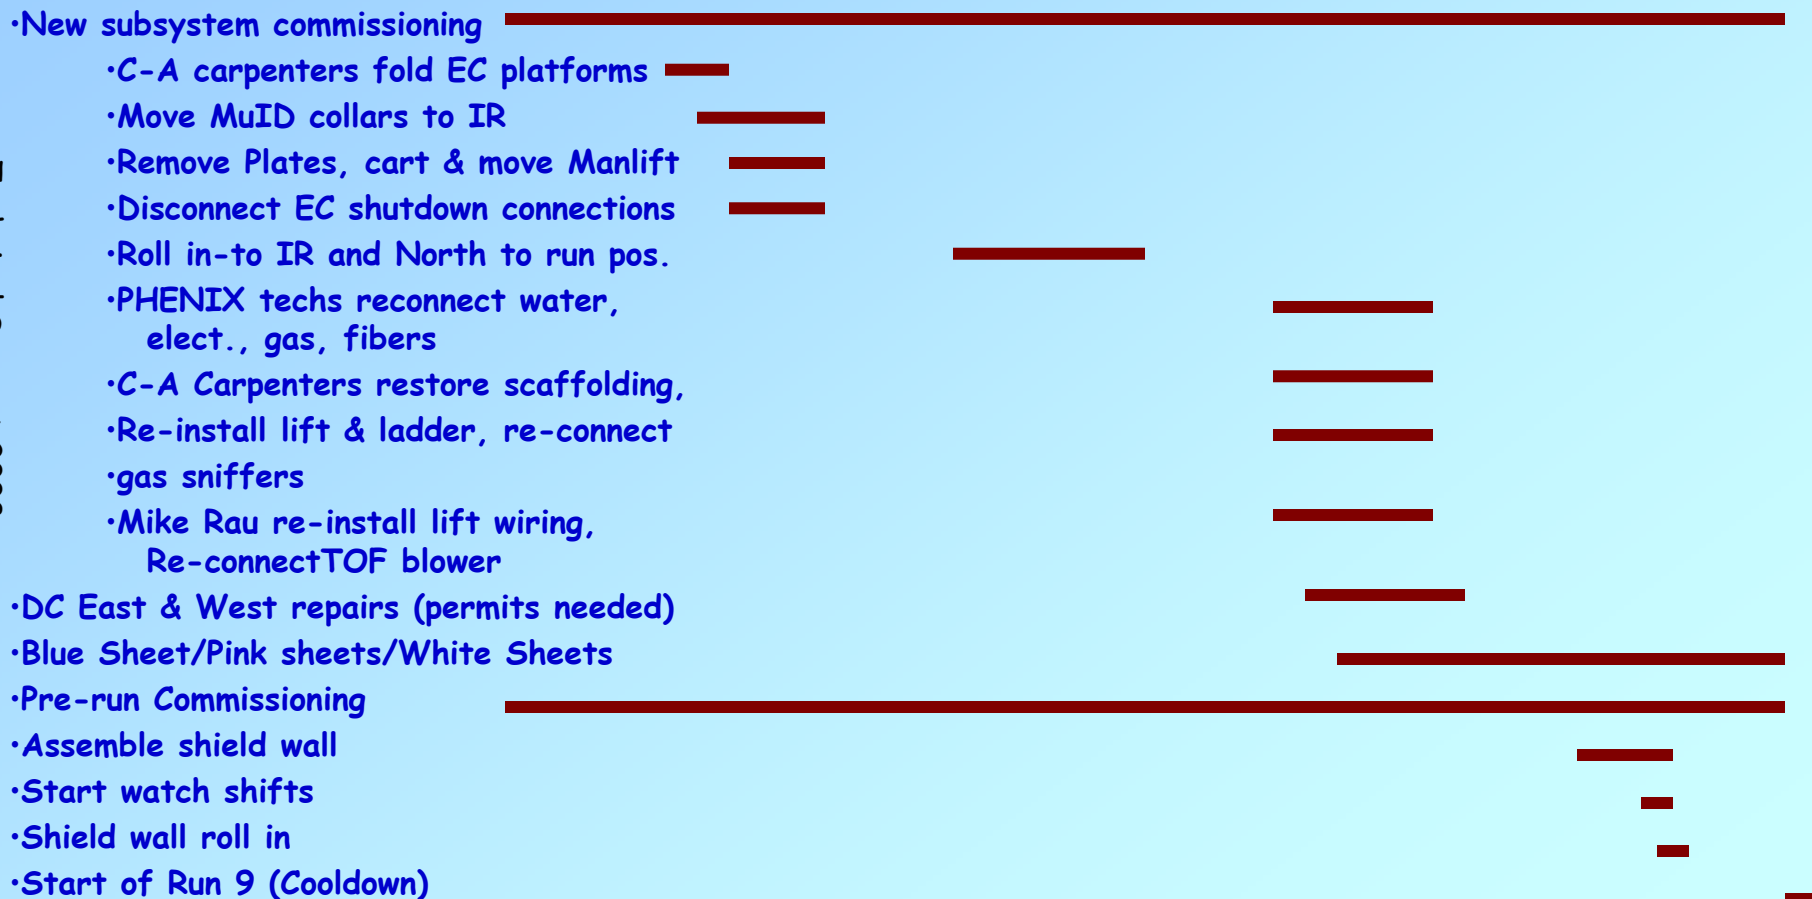 •New subsystem commissioning
•C-A carpenters fold EC platforms
•Move MuID collars to IR
•Remove Plates, cart & move Manlift
•Disconnect EC shutdown connections
•Roll in-to IR and North to run pos.
•PHENIX techs reconnect water,
elect., gas, fibers
•C-A Carpenters restore scaffolding,
•Re-install lift & ladder, re-connect
•gas sniffers
•Mike Rau re-install lift wiring,
Re-connectTOF blower
•DC East & West repairs (permits needed)
•Blue Sheet/Pink sheets/White Sheets
•Pre-run Commissioning
•Assemble shield wall
•Start watch shifts
•Shield wall roll in
•Start of Run 9 (Cooldown)